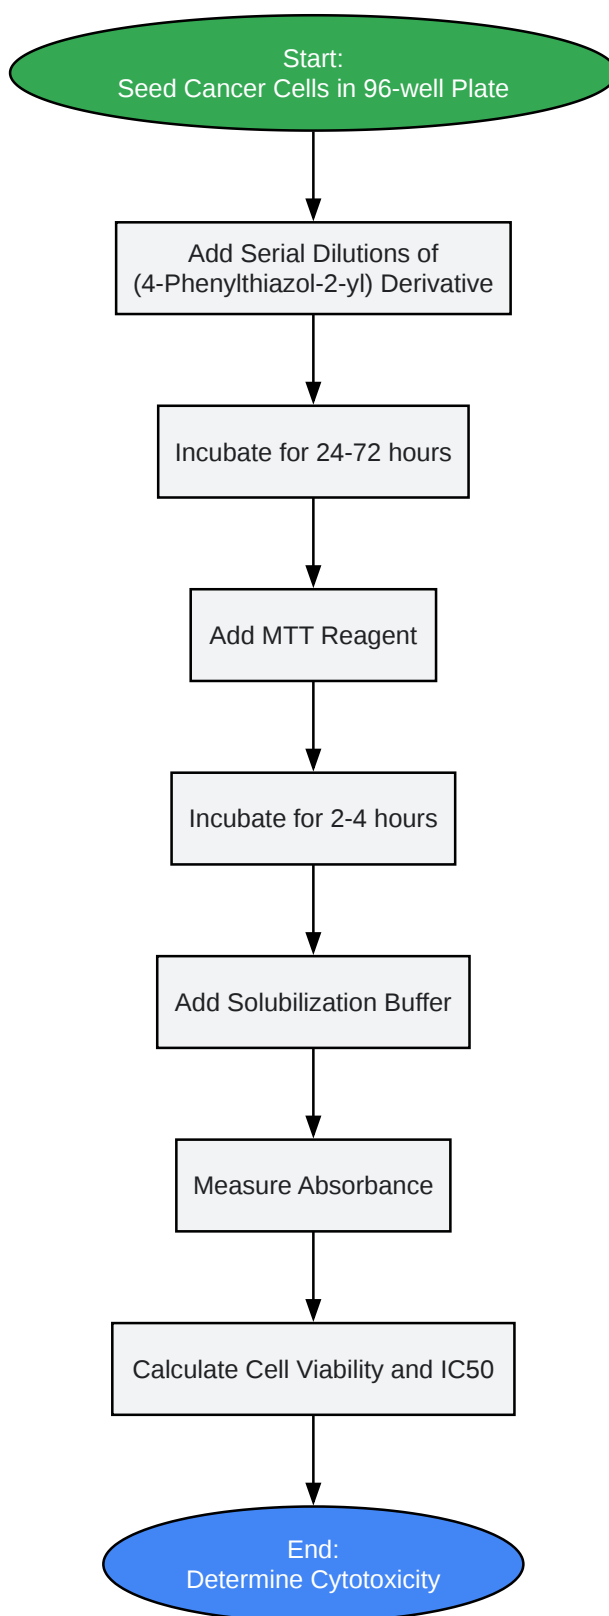 Start:
Seed Cancer Cells in 96-well Plate
Add Serial Dilutions of
(4-Phenylthiazol-2-yl) Derivative
Incubate for 24-72 hours
Add MTT Reagent
Incubate for 2-4 hours
Add Solubilization Buffer
Measure Absorbance
Calculate Cell Viability and IC50
End:
Determine Cytotoxicity